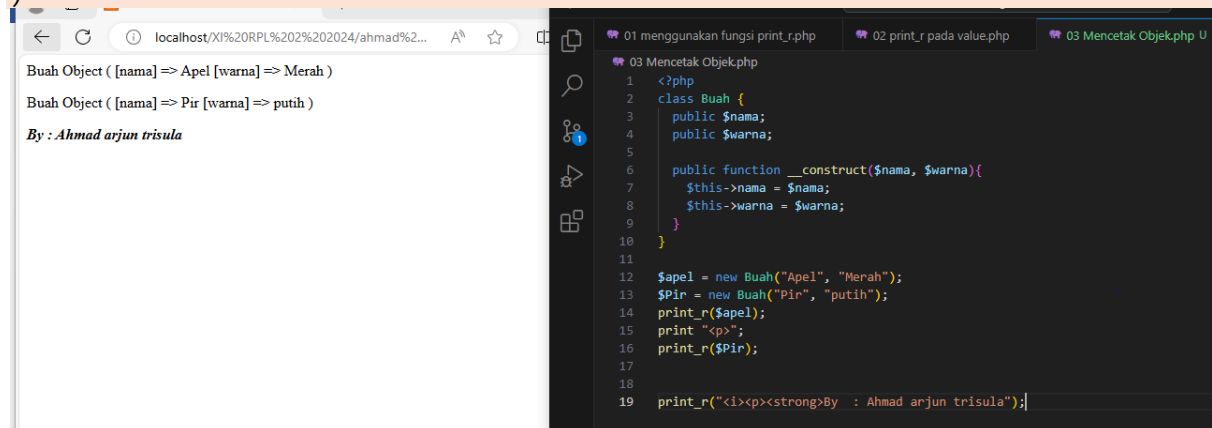 )
localhost/XI%20RPL%202%202024/ahmad%2...
Buah Object ( [nama] => Apel [warna] => Merah )
Buah Object ( [nama] => Pir [warna] => putih )
By : Ahmad arjun trisula
1
01 menggunakan fungsi print_r.php
02 print_r pada value.php
03 Mencetak Objek.php U
03 Mencetak Objek.php
1 <?php
2 class Buah {
3 public $nama;
4 public $warna;
5
6 public function __construct($nama, $warna){
7 $this->nama = $nama;
8 $this->warna = $warna;
9 }
10 }
11
12 $apel = new Buah("Apel", "Merah");
13 $Pir = new Buah("Pir", "putih");
14 print_r($apel);
15 print "<p>";
16 print_r($Pir);
17
18
19 print_r("<i><p><strong>By  : Ahmad arjun trisula");